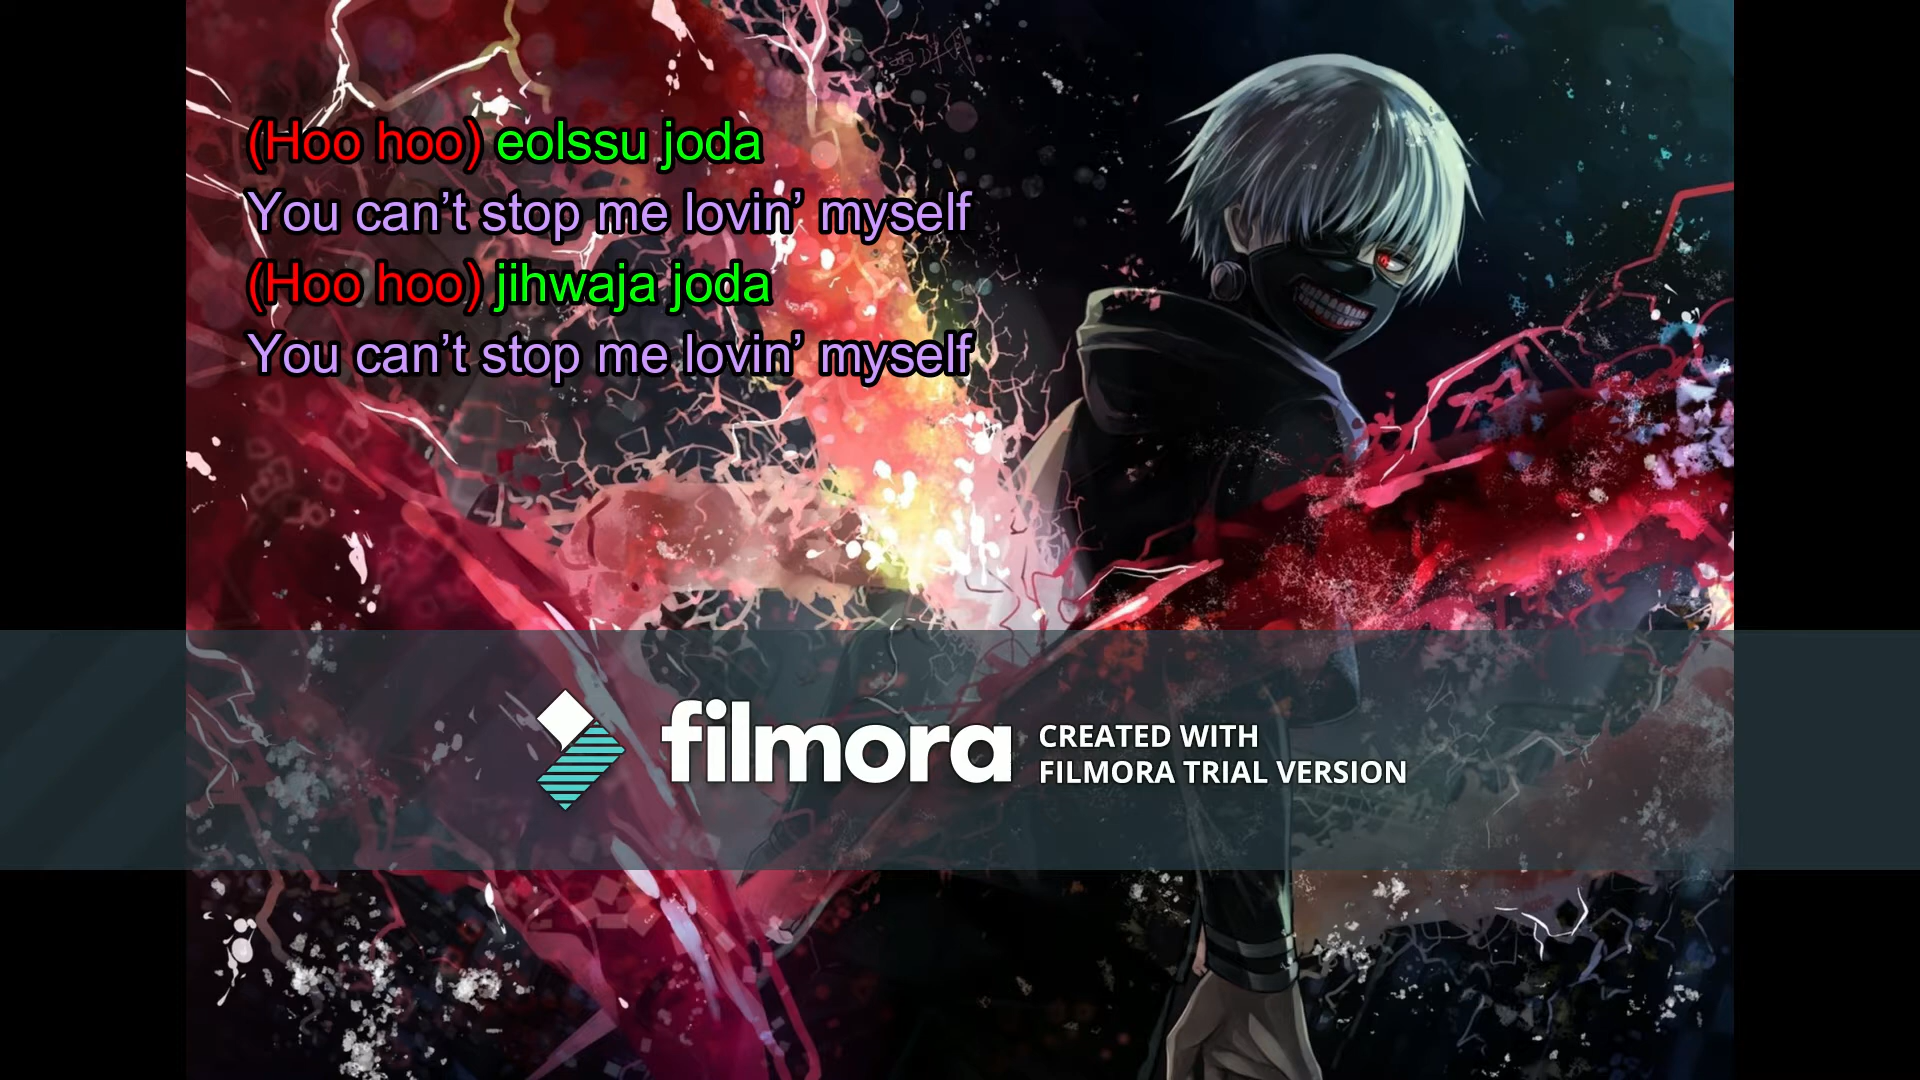 (Hoo hoo) eolssu joda
You can’t stop me lovin’ myself
(Hoo hoo) jihwaja joda
You can’t stop me lovin’ myself
filmora
CREATED WITH
FILMORA TRIAL VERSION